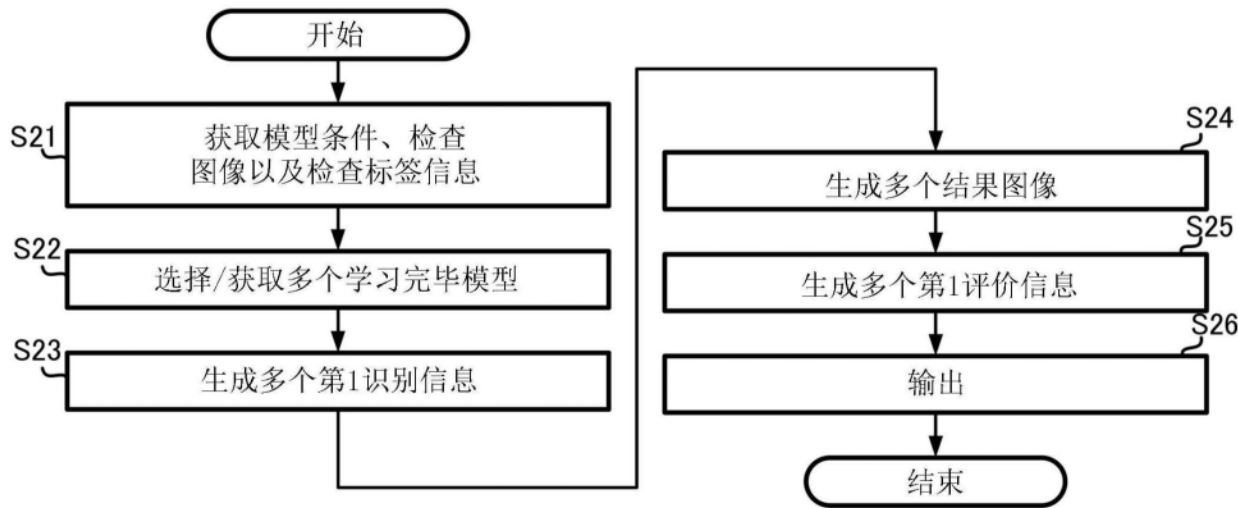 开始
S21
获取模型条件、检查
图像以及检查标签信息
S22
选择/获取多个学习完毕模型
S23
生成多个第1识别信息
S24
生成多个结果图像
S25
生成多个第1评价信息
S26
输出
结束